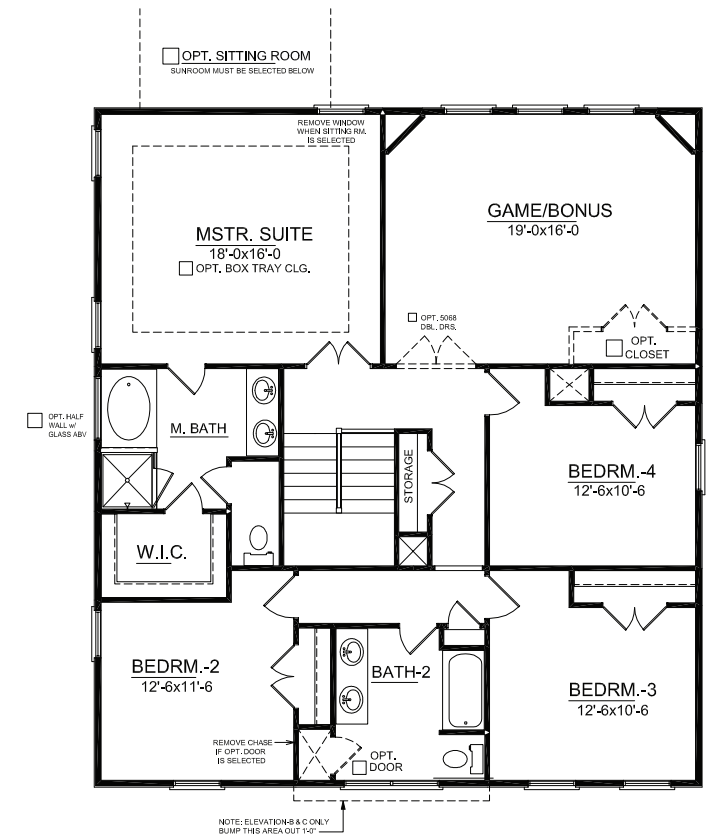 OPT. SITTING ROOM
SUNROOM MUST BE SELECTED BELOW
REMOVE WINDOW
WHEN SITTING RM.
IS SELECTED
MSTR. SUITE
18'-0x16'-0
OPT. BOX TRAY CLG.
GAME/BONUS
19'-0x16'-0
OPT. 5068
DBL. DRS.
OPT.
CLOSET
OPT. HALF
WALL w/
GLASS ABV
M. BATH
STORAGE
BEDRM.-4
12'-6x10'-6
W.I.C.
BEDRM.-2
12'-6x11'-6
BATH-2
BEDRM.-3
12'-6x10'-6
REMOVE CHASE
IF OPT. DOOR
IS SELECTED
OPT.
DOOR
NOTE: ELEVATION-B & C ONLY
BUMP THIS AREA OUT 1'-0"